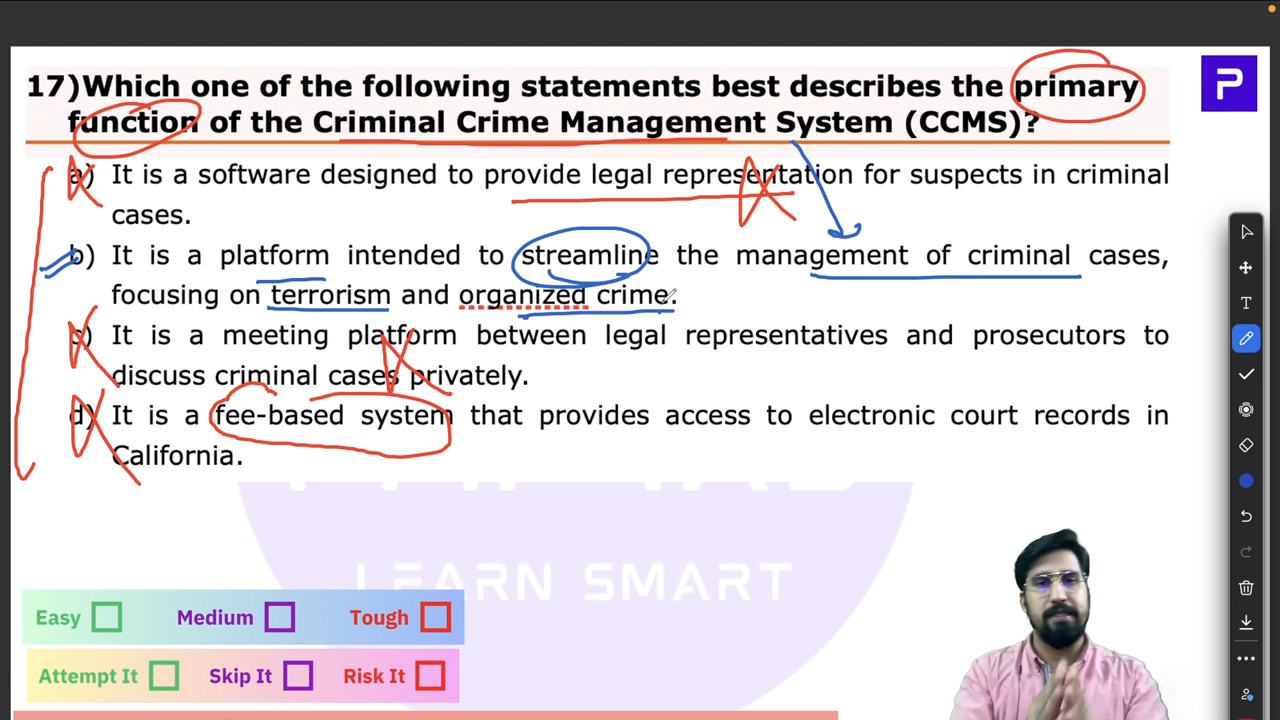 17)Which one of the following statements best describes the primary
function of the Criminal Crime Management System (CCMS)?
a) It is a software designed to provide legal representation for suspects in criminal
cases.
b) It is a platform intended to streamline the management of criminal cases,
focusing on terrorism and organized crime.
c) It is a meeting platform between legal representatives and prosecutors to
discuss criminal cases privately.
d) It is a fee-based system that provides access to electronic court records in
California.
LEARN SMART
Easy Medium Tough
Attempt It Skip It Risk It
P
T